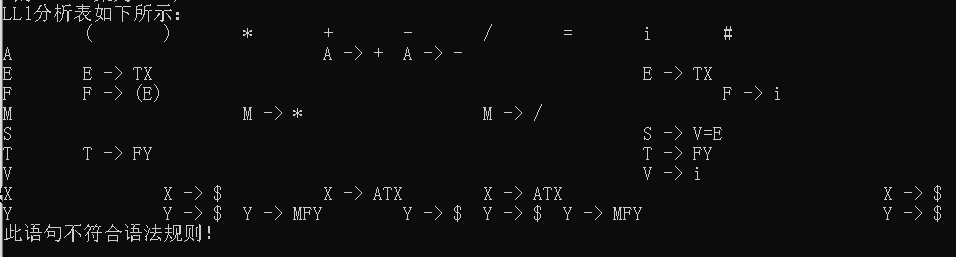 LL1分析表如下所示:
( ) * + - / = i #
A A -> + A -> -
E E -> TX E -> TX
F F -> (E) F -> i
M M -> * M -> /
S S -> V=E
T T -> FY T -> FY
V V -> i
X X -> $ X -> ATX X -> ATX X -> $
Y Y -> $ Y -> MFY Y -> $ Y -> $ Y -> MFY Y -> $
此语句不符合语法规则!